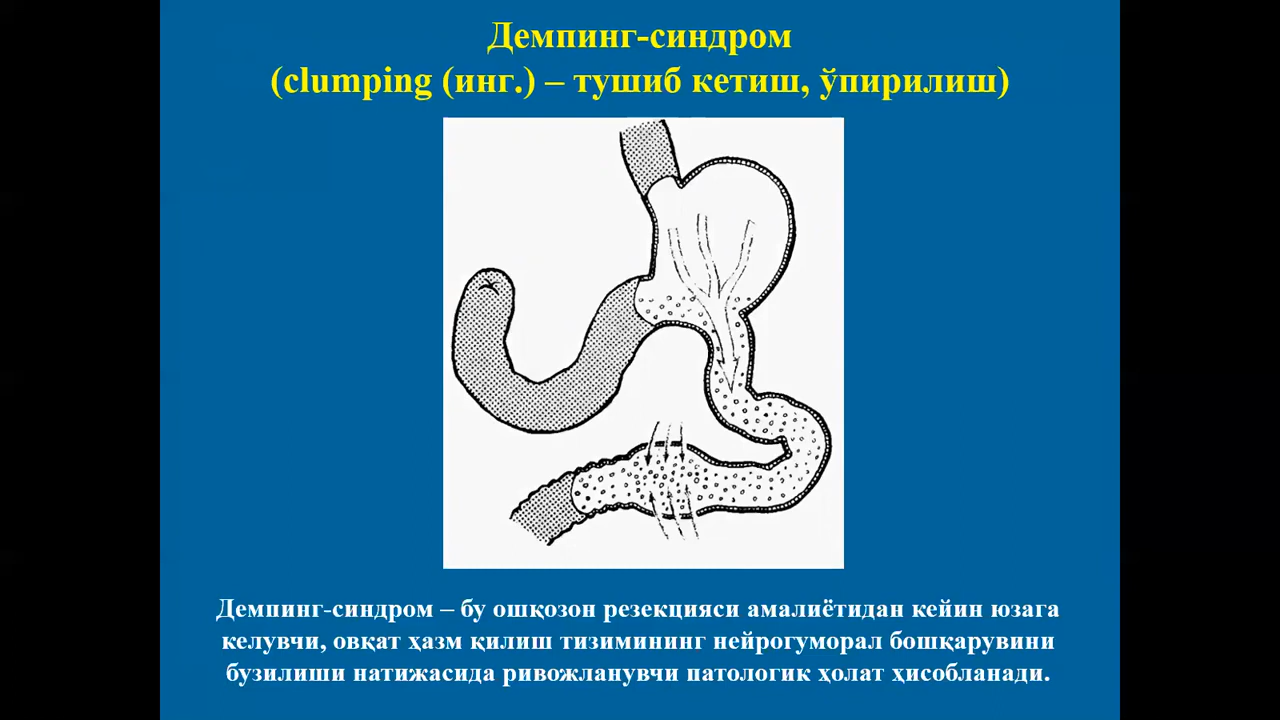 Демпинг-синдром
(clumping (инг.) – тушиб кетиш, ўпирилиш)
Демпинг-синдром – бу ошқозон резекцияси амалиётидан кейин юзага
келувчи, овқат ҳазм қилиш тизимининг нейрогуморал бошқарувини
бузилиши натижасида ривожланувчи патологик ҳолат ҳисобланади.